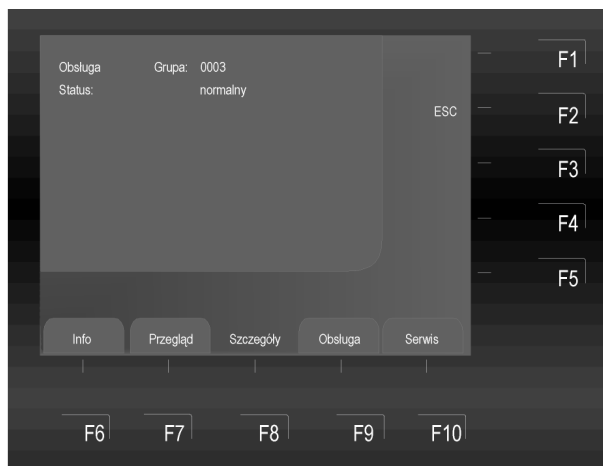 Obsługa Grupa: 0003
Status: normalny
ESC
F1
F2
F3
F4
F5
Info Przegląd Szczegóły Obsługa Serwis
F6 F7 F8 F9 F10